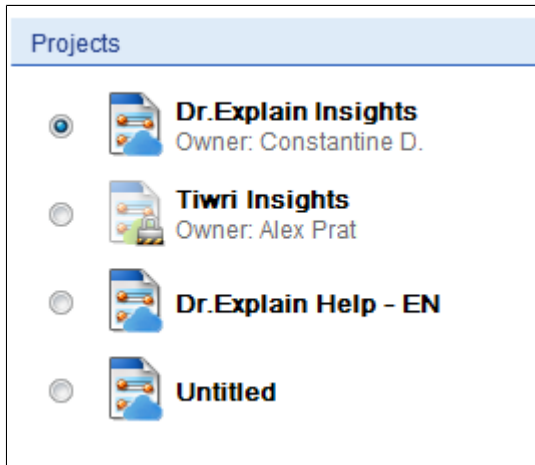 Projects
Dr.Explain Insights
Owner: Constantine D.
Tiwri Insights
Owner: Alex Prat
Dr.Explain Help - EN
Untitled